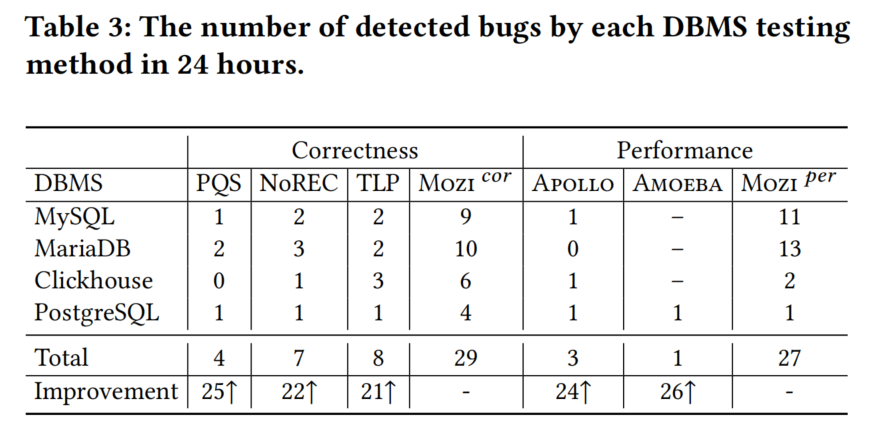 Table 3: The number of detected bugs by each DBMS testing
method in 24 hours.
Correctness Performance
DBMS PQS NoREC TLP Mozi cor Apollo Amoeba Mozi per
MySQL 1 2 2 9 1 – 11
MariaDB 2 3 2 10 0 – 13
Clickhouse 0 1 3 6 1 – 2
PostgreSQL 1 1 1 4 1 1 1
Total 4 7 8 29 3 1 27
Improvement 25↑ 22↑ 21↑ - 24↑ 26↑ -